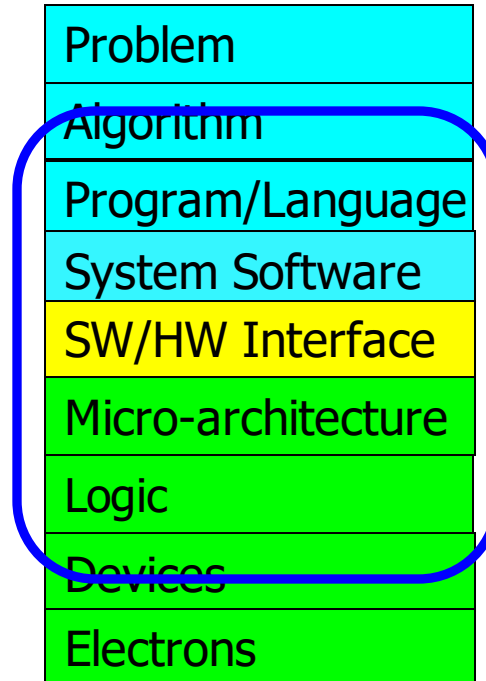 Problem
Algorithm
Program/Language
System Software
SW/HW Interface
Micro-architecture
Logic
Devices
Electrons